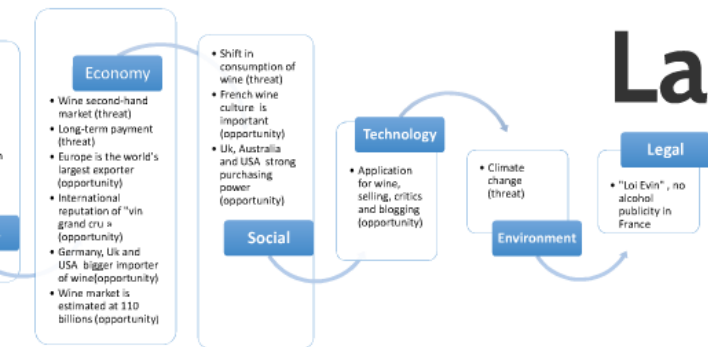 La
Economy
• Wine second-hand
market (threat)
• Long-term payment
(threat)
• Europe is the world's
largest exporter
(opportunity)
• International
reputation of "vin
grand cru »
(opportunity)
• Germany, Uk and
USA bigger importer
of wine(opportunity)
• Wine market is
estimated at 110
billions (opportunity)
• Shift in
consumption of
wine (threat)
• French wine
culture is
important
(opportunity)
• Uk, Australia
and USA strong
purchasing
power
(opportunity)
Social
Technology
• Application
for wine,
selling, critics
and blogging
(opportunity)
• Climate
change
(threat)
Environment
Legal
• "Loi Evin" , no
alcohol
publicity in
France